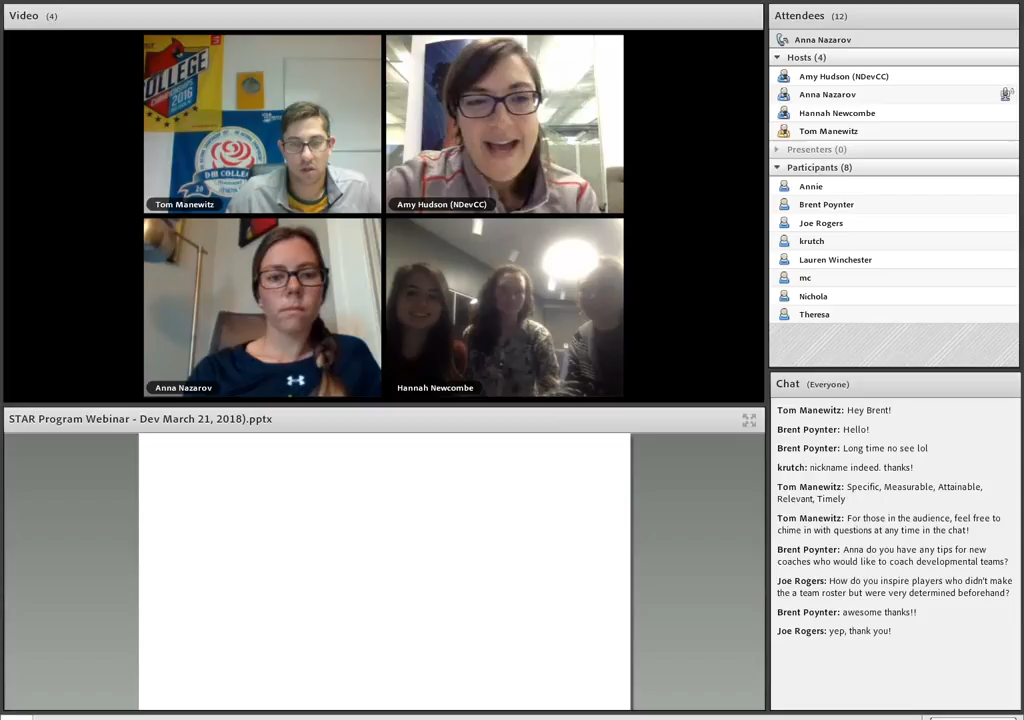 Video (4)
COLLEGE
2016
DIII COLLEGE
Tom Manewitz
Amy Hudson (NDevCC)
Anna Nazarov
Hannah Newcombe
STAR Program Webinar - Dev March 21, 2018).pptx
Attendees (12)
Anna Nazarov
Hosts (4)
Amy Hudson (NDevCC)
Anna Nazarov
Hannah Newcombe
Tom Manewitz
Presenters (0)
Participants (8)
Annie
Brent Poynter
Joe Rogers
krutch
Lauren Winchester
mc
Nichola
Theresa
Chat (Everyone)
Tom Manewitz: Hey Brent!
Brent Poynter: Hello!
Brent Poynter: Long time no see lol
krutch: nickname indeed. thanks!
Tom Manewitz: Specific, Measurable, Attainable,
Relevant, Timely
Tom Manewitz: For those in the audience, feel free to
chime in with questions at any time in the chat!
Brent Poynter: Anna do you have any tips for new
coaches who would like to coach developmental teams?
Joe Rogers: How do you inspire players who didn't make
the a team roster but were very determined beforehand?
Brent Poynter: awesome thanks!!
Joe Rogers: yep, thank you!